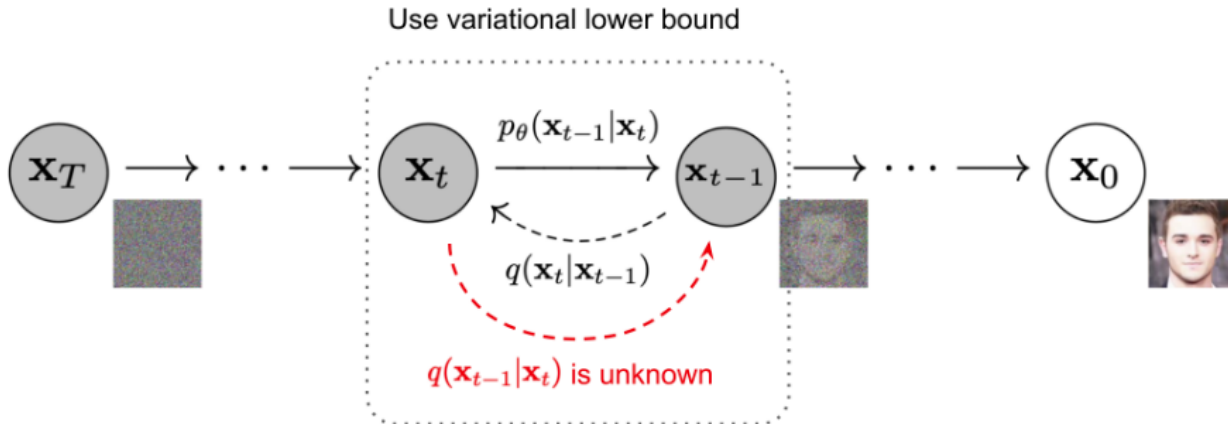 Use variational lower bound
p_θ(x_{t−1}|x_t)
x_T → ⋯ → x_t → x_{t−1} → ⋯ → x_0
q(x_t|x_{t−1})
q(x_{t−1}|x_t) is unknown